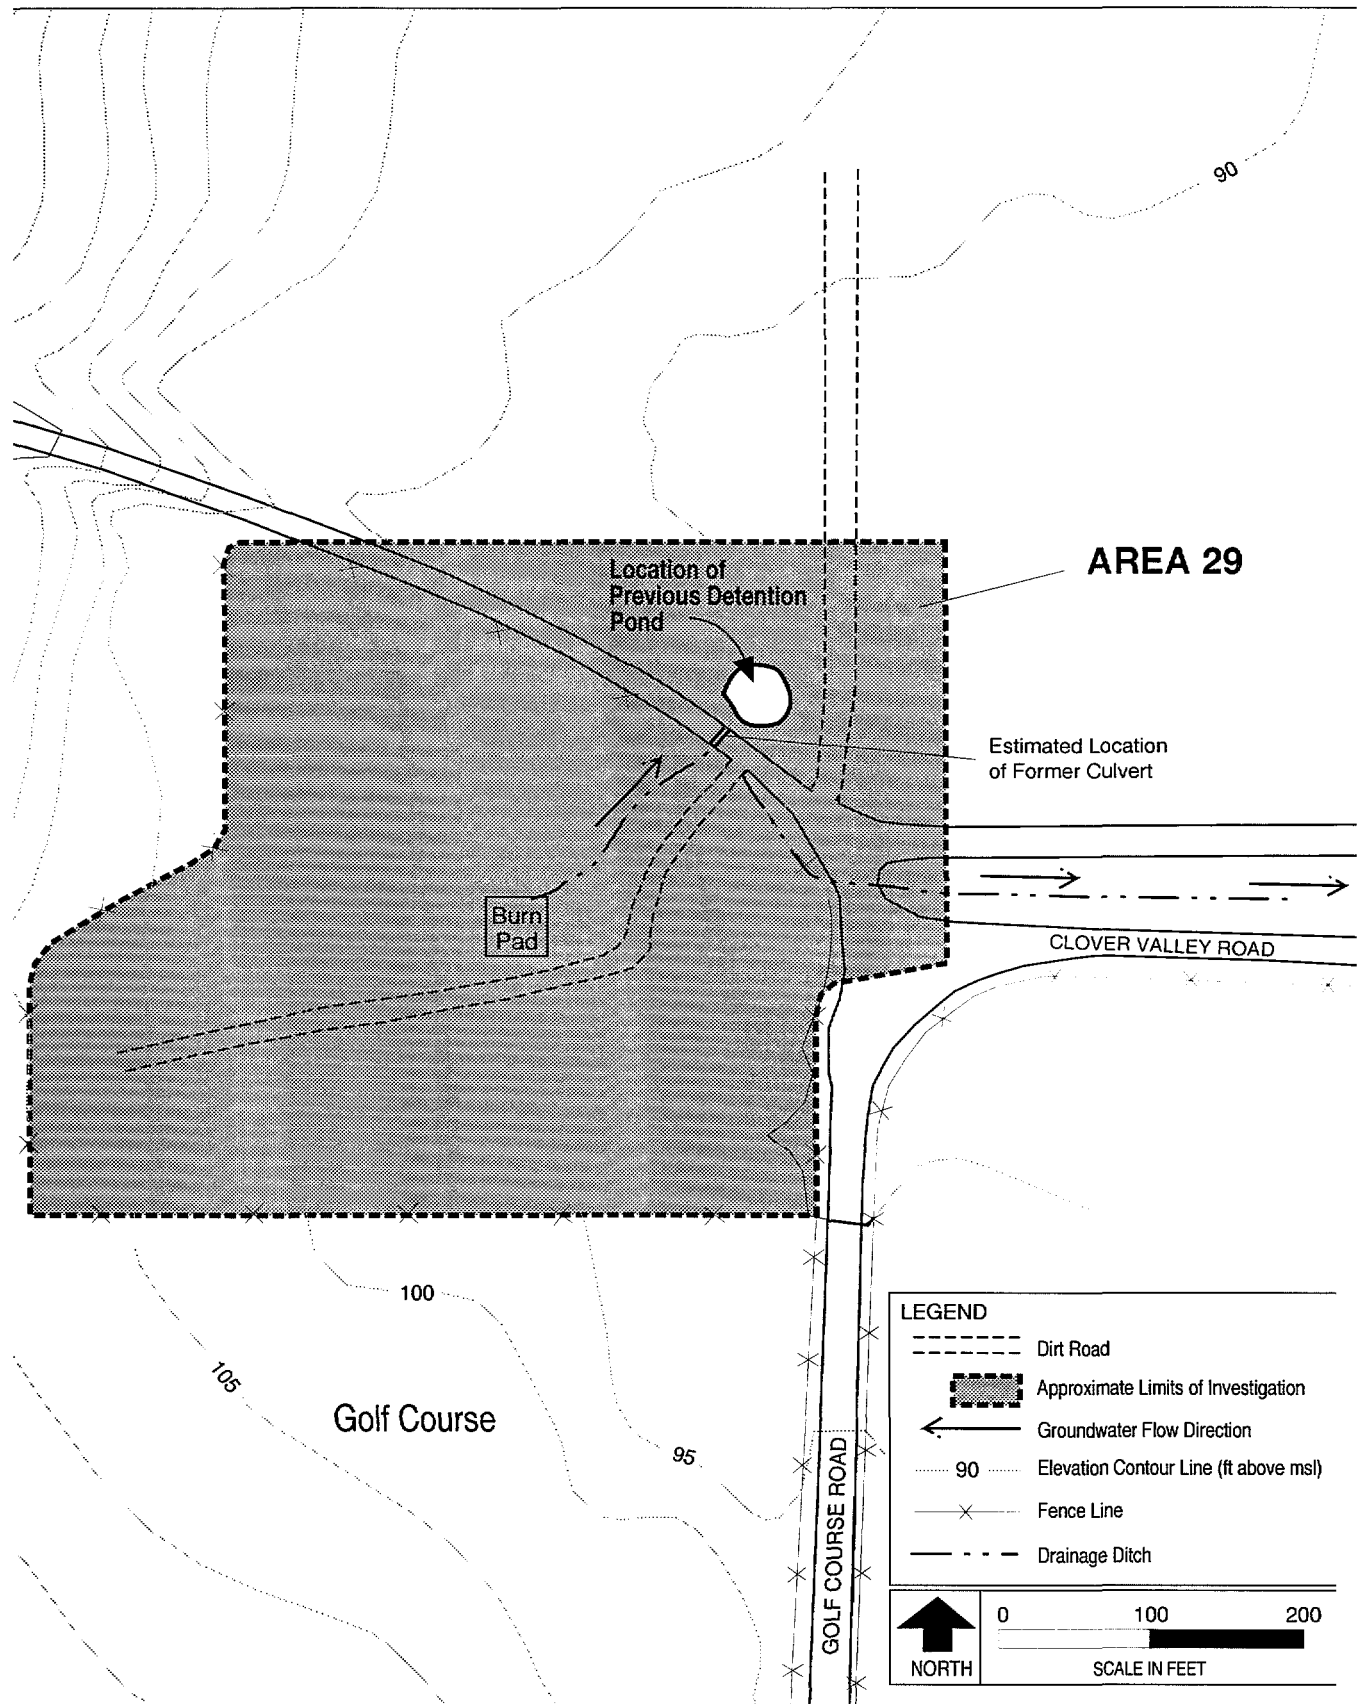 90
AREA 29
Location of
Previous Detention
Pond
Estimated Location
of Former Culvert
Burn
Pad
CLOVER VALLEY ROAD
100
105
Golf Course
95
GOLF COURSE ROAD
LEGEND
Dirt Road
Approximate Limits of Investigation
Groundwater Flow Direction
90
Elevation Contour Line (ft above msl)
Fence Line
Drainage Ditch
NORTH
0 100 200
SCALE IN FEET